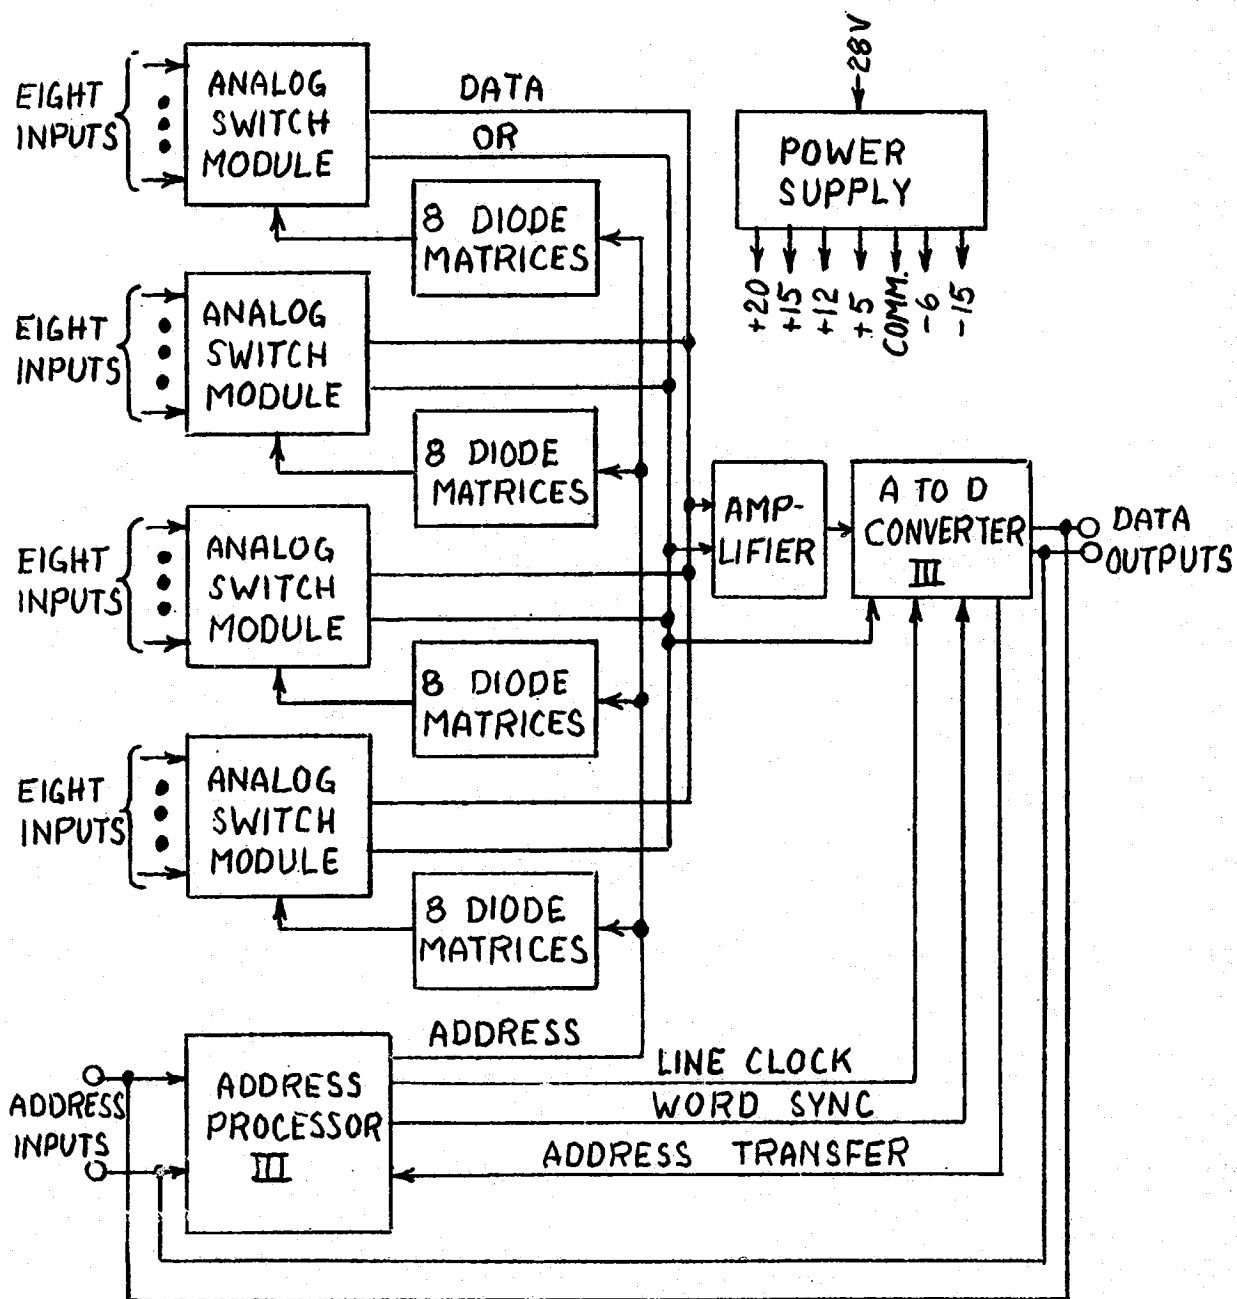 EIGHT
INPUTS
ANALOG
SWITCH
MODULE
DATA
OR
8 DIODE
MATRICES
-28V
POWER
SUPPLY
+20
+15
+12
+5
COMM.
-6
-15
EIGHT
INPUTS
ANALOG
SWITCH
MODULE
8 DIODE
MATRICES
EIGHT
INPUTS
ANALOG
SWITCH
MODULE
8 DIODE
MATRICES
AMP-
LIFIER
A TO D
CONVERTER
III
DATA
OUTPUTS
EIGHT
INPUTS
ANALOG
SWITCH
MODULE
8 DIODE
MATRICES
ADDRESS
INPUTS
ADDRESS
PROCESSOR
III
ADDRESS
LINE CLOCK
WORD SYNC
ADDRESS TRANSFER